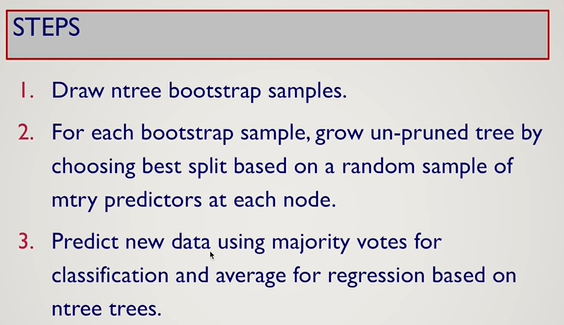 STEPS
1. Draw ntree bootstrap samples.
2. For each bootstrap sample, grow un-pruned tree by
choosing best split based on a random sample of
mtry predictors at each node.
3. Predict new data using majority votes for
classification and average for regression based on
ntree trees.